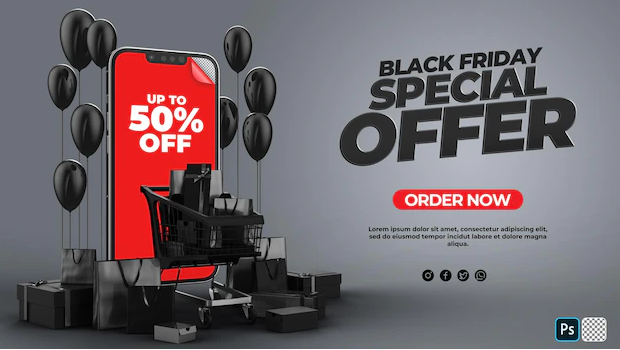 UP TO
50%
OFF
BLACK FRIDAY
SPECIAL
OFFER
ORDER NOW
Lorem ipsum dolor sit amet, consectetur adipiscing elit,
sed do eiusmod tempor incididunt ut labore et dolore magna
aliqua.
Ps